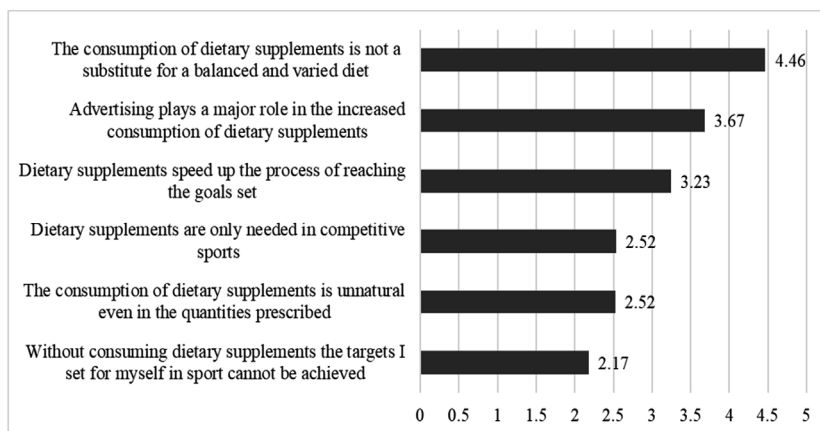 The consumption of dietary supplements is not a
substitute for a balanced and varied diet
4.46
Advertising plays a major role in the increased
consumption of dietary supplements
3.67
Dietary supplements speed up the process of reaching
the goals set
3.23
Dietary supplements are only needed in competitive
sports
2.52
The consumption of dietary supplements is unnatural
even in the quantities prescribed
2.52
Without consuming dietary supplements the targets I
set for myself in sport cannot be achieved
2.17
0 0.5 1 1.5 2 2.5 3 3.5 4 4.5 5